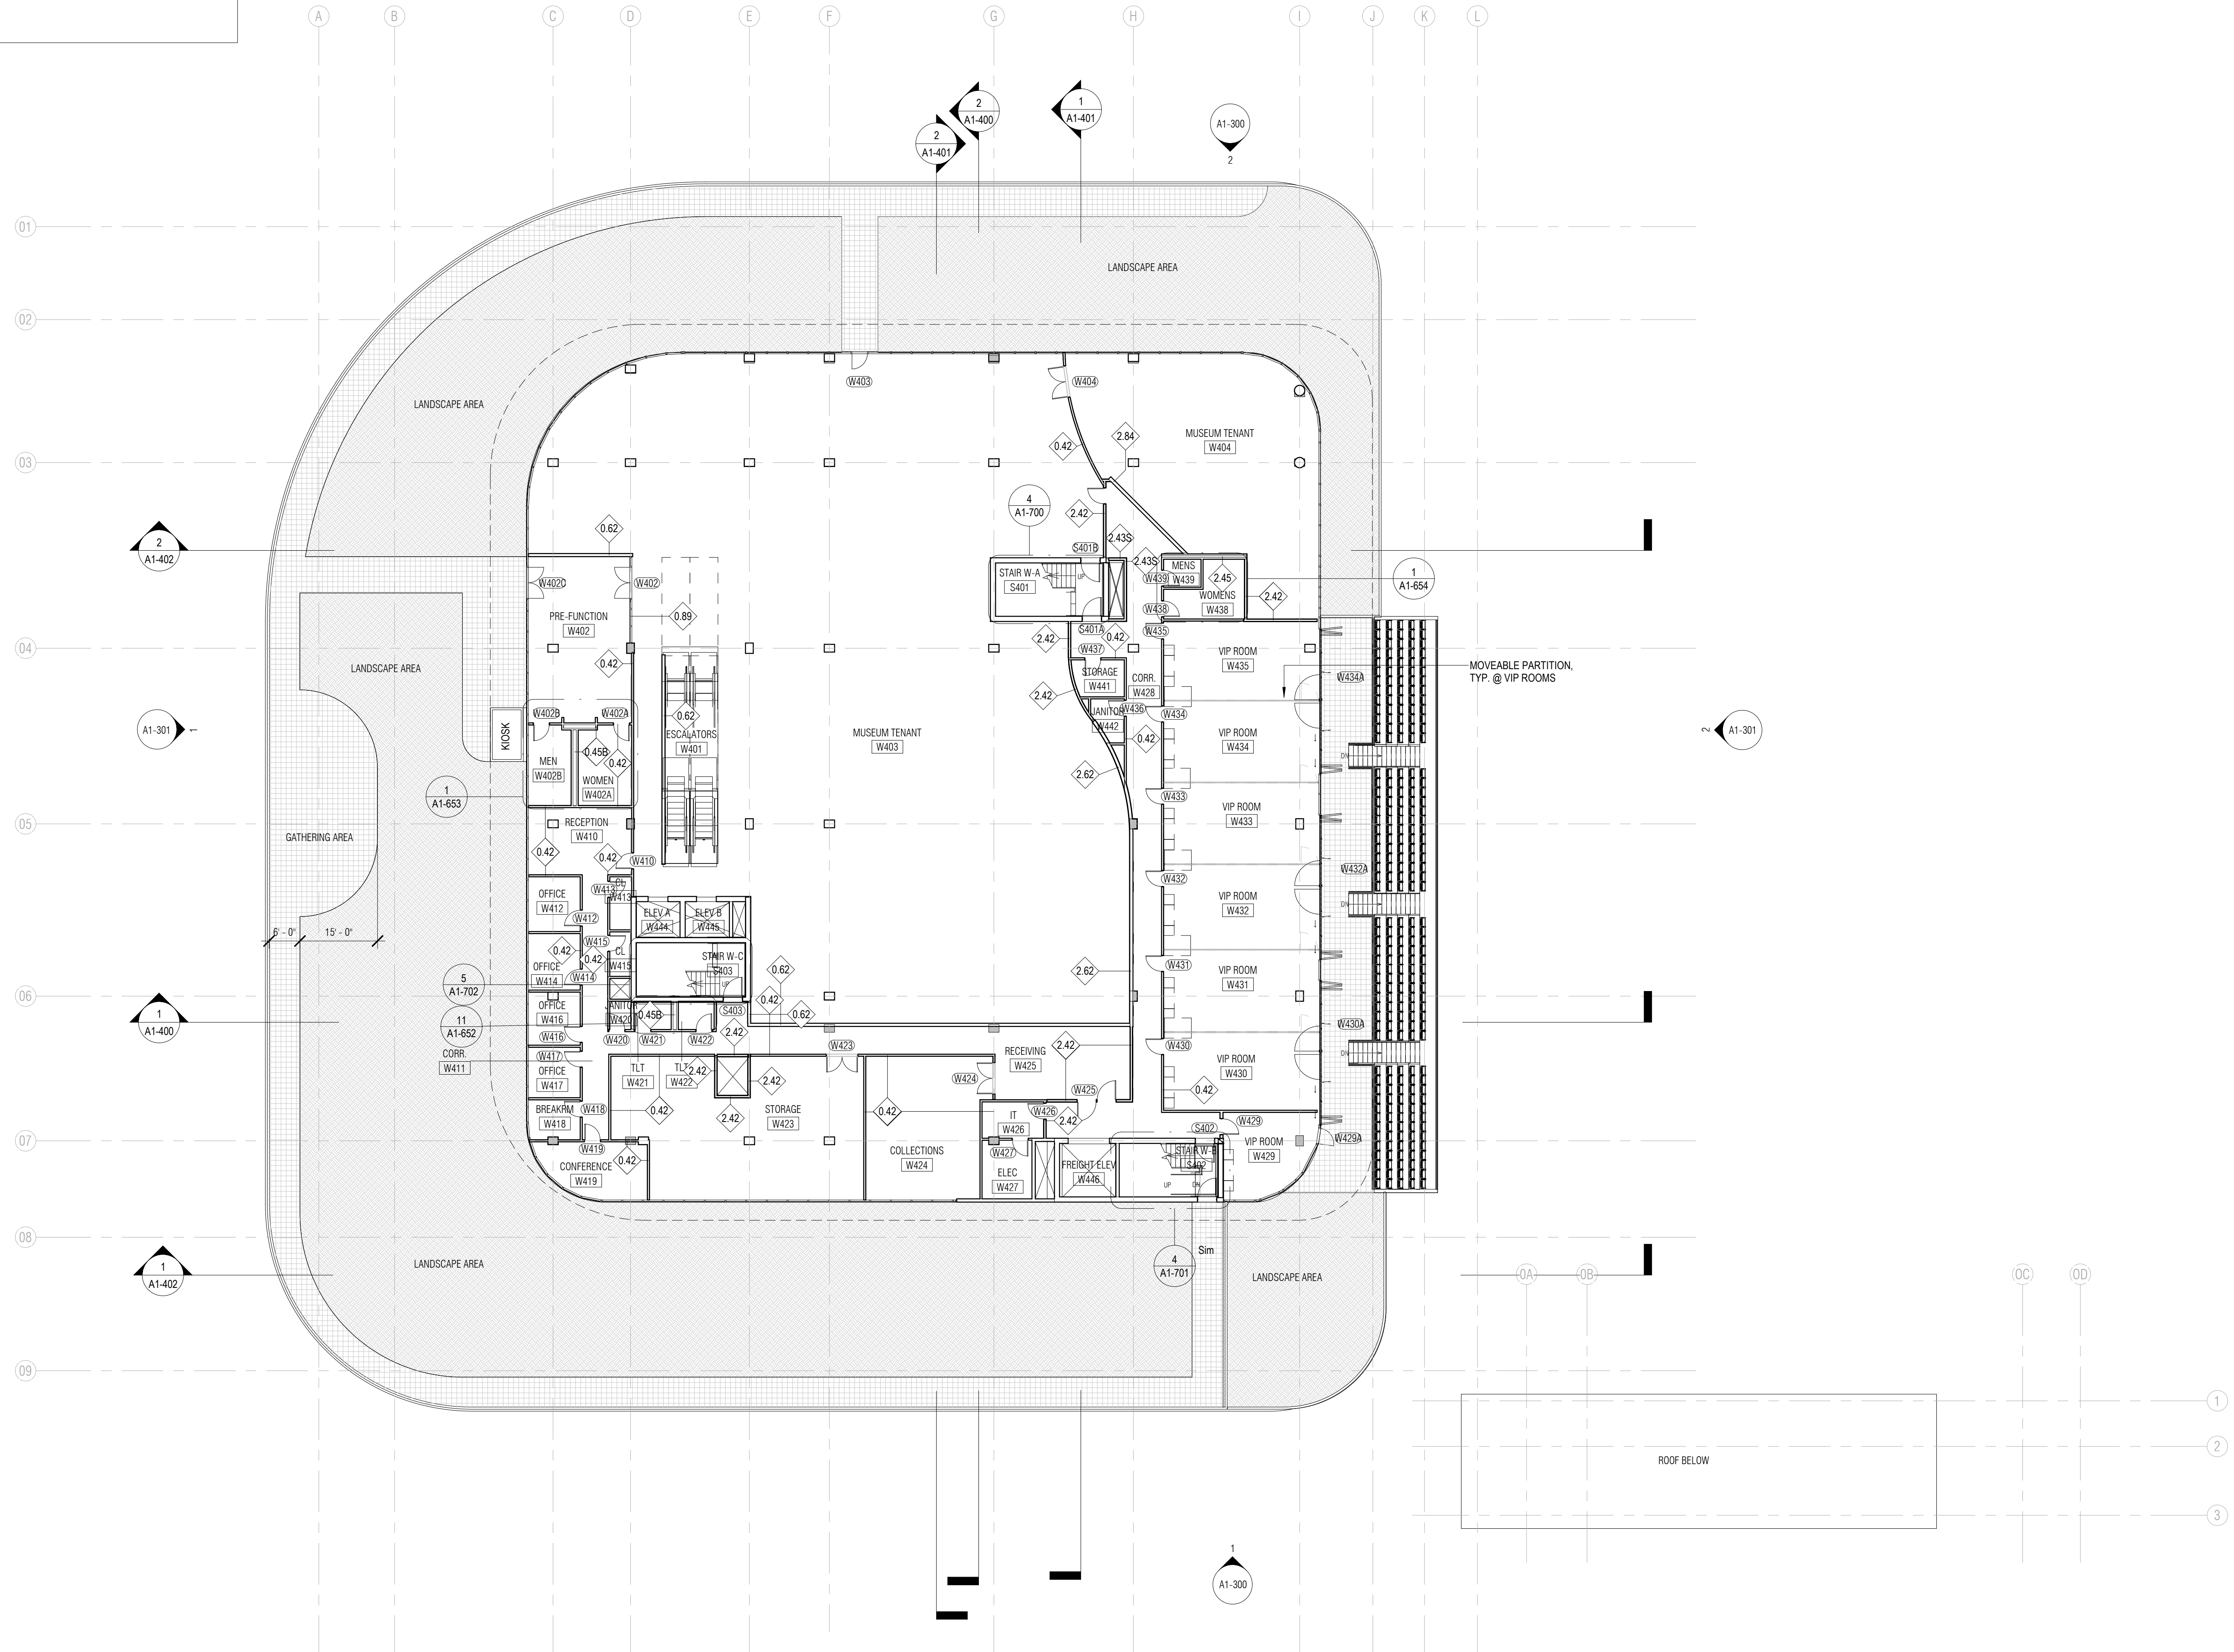 A B C D E F G H I J K L
2
A1-400
1
A1-401
2
A1-401
A1-300
2
01
02
03
04
05
06
07
08
09
LANDSCAPE AREA
LANDSCAPE AREA
W403
W404
MUSEUM TENANT
W404
2.84
0.42
4
A1-700
2.42
2
A1-402
0.62
S401B
2.43S
2.43S
STAIR W-A
S401
UP
MENS
W439
W439
2.45
WOMENS
W438
W438
2.42
1
A1-654
W402C
W402
PRE-FUNCTION
W402
0.89
0.42
2.42
S401A
0.42
W435
W437
VIP ROOM
W435
LANDSCAPE AREA
STORAGE
W441
CORR.
W428
2.42
MOVEABLE PARTITION,
TYP. @ VIP ROOMS
W434A
W402B
W402A
0.62
ESCALATORS
W401
W436
JANITOR
W442
W434
A1-301
1
KIOSK
0.45B
0.42
MUSEUM TENANT
W403
0.42
VIP ROOM
W434
2
A1-301
DN
MEN
W402B
WOMEN
W402A
2.62
1
A1-653
W433
VIP ROOM
W433
RECEPTION
W410
GATHERING AREA
0.42
0.42
W410
W432
W432A
OFFICE
W412
W413
CL
W413
W412
ELEV A
W444
ELEV B
W445
VIP ROOM
W432
DN
6' - 0"
15' - 0"
W415
0.42
0.42
CL
W415
STAIR W-C
S403
UP
OFFICE
W414
W414
0.62
2.62
W431
VIP ROOM
W431
5
A1-702
0.42
0.62
1
A1-400
11
A1-652
OFFICE
W416
W416
JANITOR
W420
0.45B
S403
2.42
W420
W421
W422
W423
RECEIVING
W425
2.42
W430
W430A
DN
CORR.
W411
W417
OFFICE
W417
TLT
W421
TLT
W422
2.42
2.42
W424
W425
VIP ROOM
W430
0.42
BREAKRM
W418
W418
0.42
2.42
STORAGE
W423
0.42
IT
W426
W426
2.42
W429
W419
S402
VIP ROOM
W429
W429A
0.42
CONFERENCE
W419
COLLECTIONS
W424
W427
ELEC
W427
FREIGHT ELEV
W446
STAIR W-B
S402
UP
DN
LANDSCAPE AREA
Sim
4
A1-701
LANDSCAPE AREA
1
A1-402
0A 0B 0C 0D
1
2
3
ROOF BELOW
1
A1-300